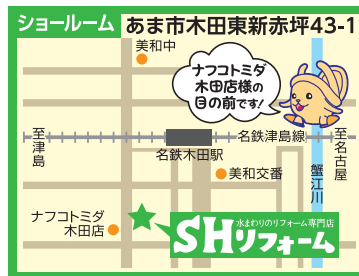 ショールーム あま市木田東新赤坪43-1
美和中
ナフコトミダ
木田店様の
目の前です!
至津島
名鉄津島線
至名古屋
名鉄木田駅
美和交番
蟹江川
ナフコトミダ
木田店
水まわりのリフォーム専門店
SHリフォーム